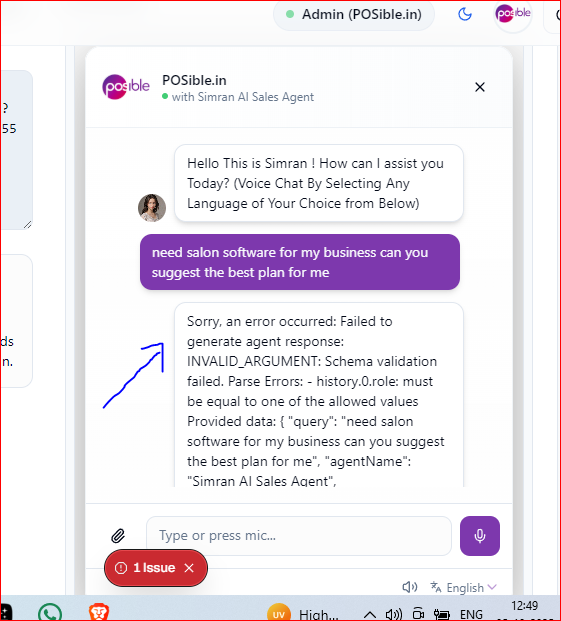 Admin (POSible.in)
posible
?
55
posible
POSible.in
with Simran AI Sales Agent
Hello This is Simran ! How can I assist you
Today? (Voice Chat By Selecting Any
Language of Your Choice from Below)
need salon software for my business can you
suggest the best plan for me
Sorry, an error occurred: Failed to
generate agent response:
INVALID_ARGUMENT: Schema validation
failed. Parse Errors: - history.0.role: must
be equal to one of the allowed values
Provided data: { "query": "need salon
software for my business can you suggest
the best plan for me", "agentName":
"Simran AI Sales Agent",
ds
n.
Type or press mic...
1 Issue
English
UV
High...
ENG
12:49